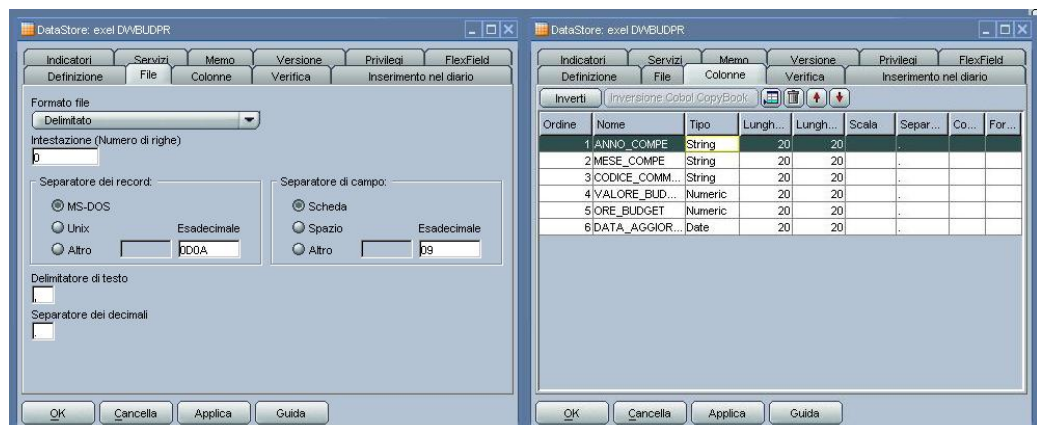 DataStore: exel DWBUDPR
Indicatori Servizi Memo Versione Privilegi FlexField
Definizione File Colonne Verifica Inserimento nel diario
Formato file
Delimitato
Intestazione (Numero di righe)
0
Separatore dei record: Separatore di campo:
MS-DOS Scheda
Unix Esadecimale Spazio Esadecimale
Altro 0D0A Altro 09
Delimitatore di testo
,
Separatore dei decimali
.
OK Cancella Applica Guida
DataStore: exel DWBUDPR
Indicatori Servizi Memo Versione Privilegi FlexField
Definizione File Colonne Verifica Inserimento nel diario
Inverti Inversione Cobol CopyBook
Ordine Nome Tipo Lungh... Lungh... Scala Separ... Co... For...
1 ANNO_COMPE String 20 20 .
2 MESE_COMPE String 20 20 .
3 CODICE_COMM... String 20 20 .
4 VALORE_BUD... Numeric 20 20 .
5 ORE_BUDGET Numeric 20 20 .
6 DATA_AGGIOR... Date 20 20 .
OK Cancella Applica Guida